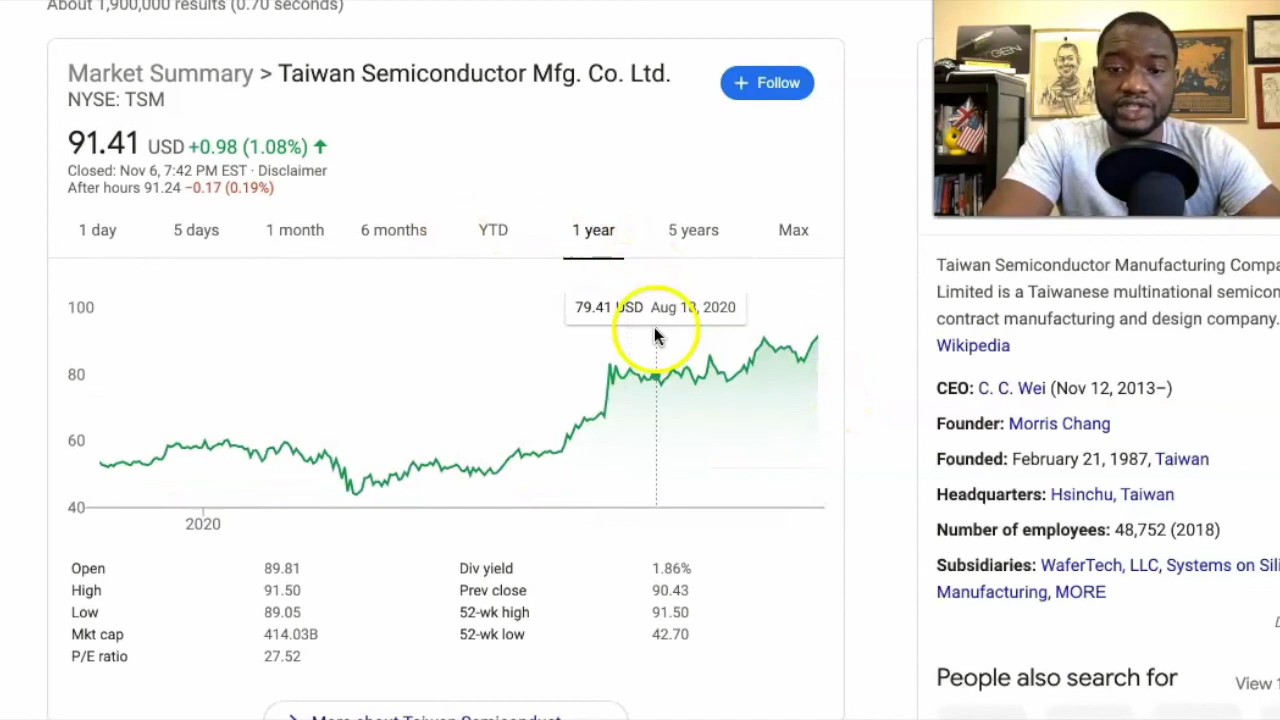 About 1,900,000 results (0.70 seconds)
Market Summary > Taiwan Semiconductor Mfg. Co. Ltd.
NYSE: TSM
+ Follow
91.41 USD +0.98 (1.08%)
Closed: Nov 6, 7:42 PM EST · Disclaimer
After hours 91.24 −0.17 (0.19%)
1 day 5 days 1 month 6 months YTD 1 year 5 years Max
79.41 USD Aug 13, 2020
100
80
60
40
2020
Open 89.81 Div yield 1.86%
High 91.50 Prev close 90.43
Low 89.05 52-wk high 91.50
Mkt cap 414.03B 52-wk low 42.70
P/E ratio 27.52
More about Taiwan Semiconduct
Taiwan Semiconductor Manufacturing Compa
Limited is a Taiwanese multinational semicon
contract manufacturing and design company.
Wikipedia
CEO: C. C. Wei (Nov 12, 2013–)
Founder: Morris Chang
Founded: February 21, 1987, Taiwan
Headquarters: Hsinchu, Taiwan
Number of employees: 48,752 (2018)
Subsidiaries: WaferTech, LLC, Systems on Sili
Manufacturing, MORE
People also search for
View 1